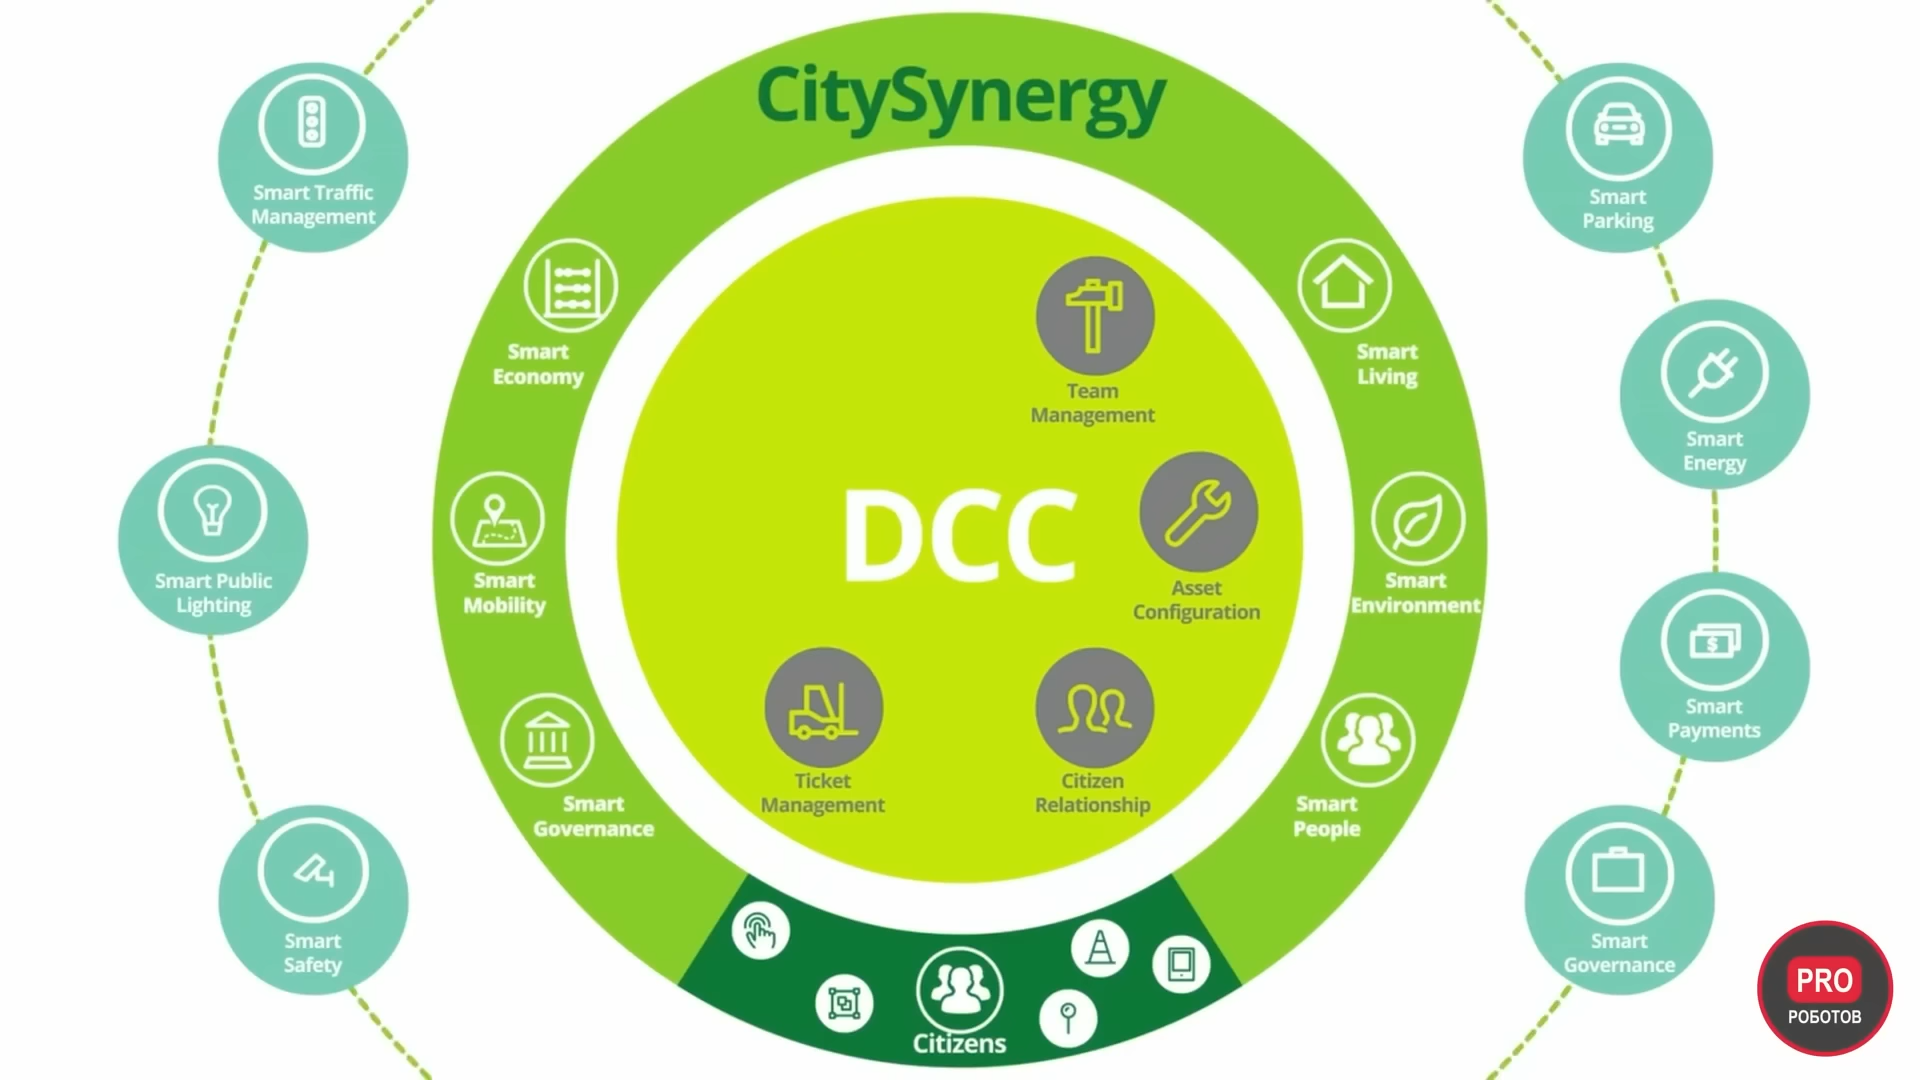 CitySynergy
Smart Traffic
Management
Smart
Parking
Smart
Economy
Smart
Living
Team
Management
Smart
Energy
DCC
Smart Public
Lighting
Smart
Mobility
Asset
Configuration
Smart
Environment
Smart
Payments
Ticket
Management
Citizen
Relationship
Smart
Governance
Smart
People
Smart
Safety
Smart
Governance
Citizens
$
PRO
РОБОТОВ